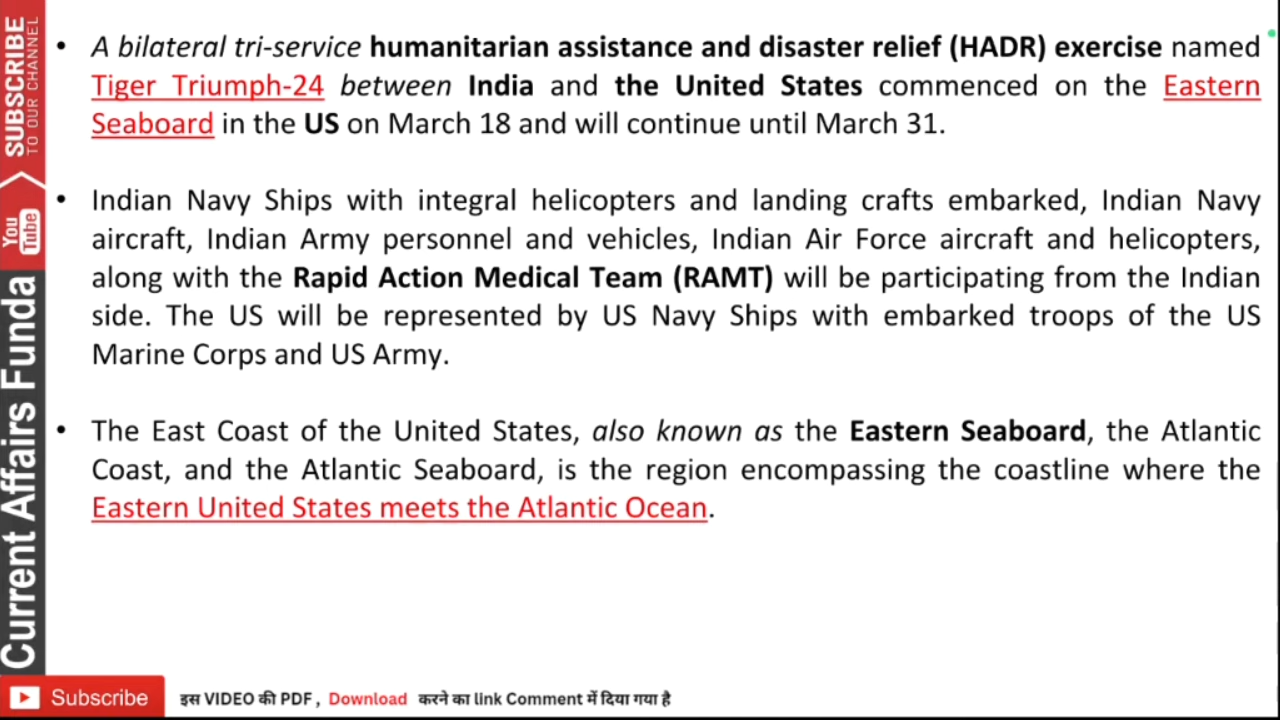 SUBSCRIBE
TO OUR CHANNEL
You
Tube
Current Affairs Funda
• A bilateral tri-service humanitarian assistance and disaster relief (HADR) exercise named
Tiger Triumph-24 between India and the United States commenced on the Eastern
Seaboard in the US on March 18 and will continue until March 31.
• Indian Navy Ships with integral helicopters and landing crafts embarked, Indian Navy
aircraft, Indian Army personnel and vehicles, Indian Air Force aircraft and helicopters,
along with the Rapid Action Medical Team (RAMT) will be participating from the Indian
side. The US will be represented by US Navy Ships with embarked troops of the US
Marine Corps and US Army.
• The East Coast of the United States, also known as the Eastern Seaboard, the Atlantic
Coast, and the Atlantic Seaboard, is the region encompassing the coastline where the
Eastern United States meets the Atlantic Ocean.
Subscribe
इस VIDEO की PDF , Download करने का link Comment में दिया गया है